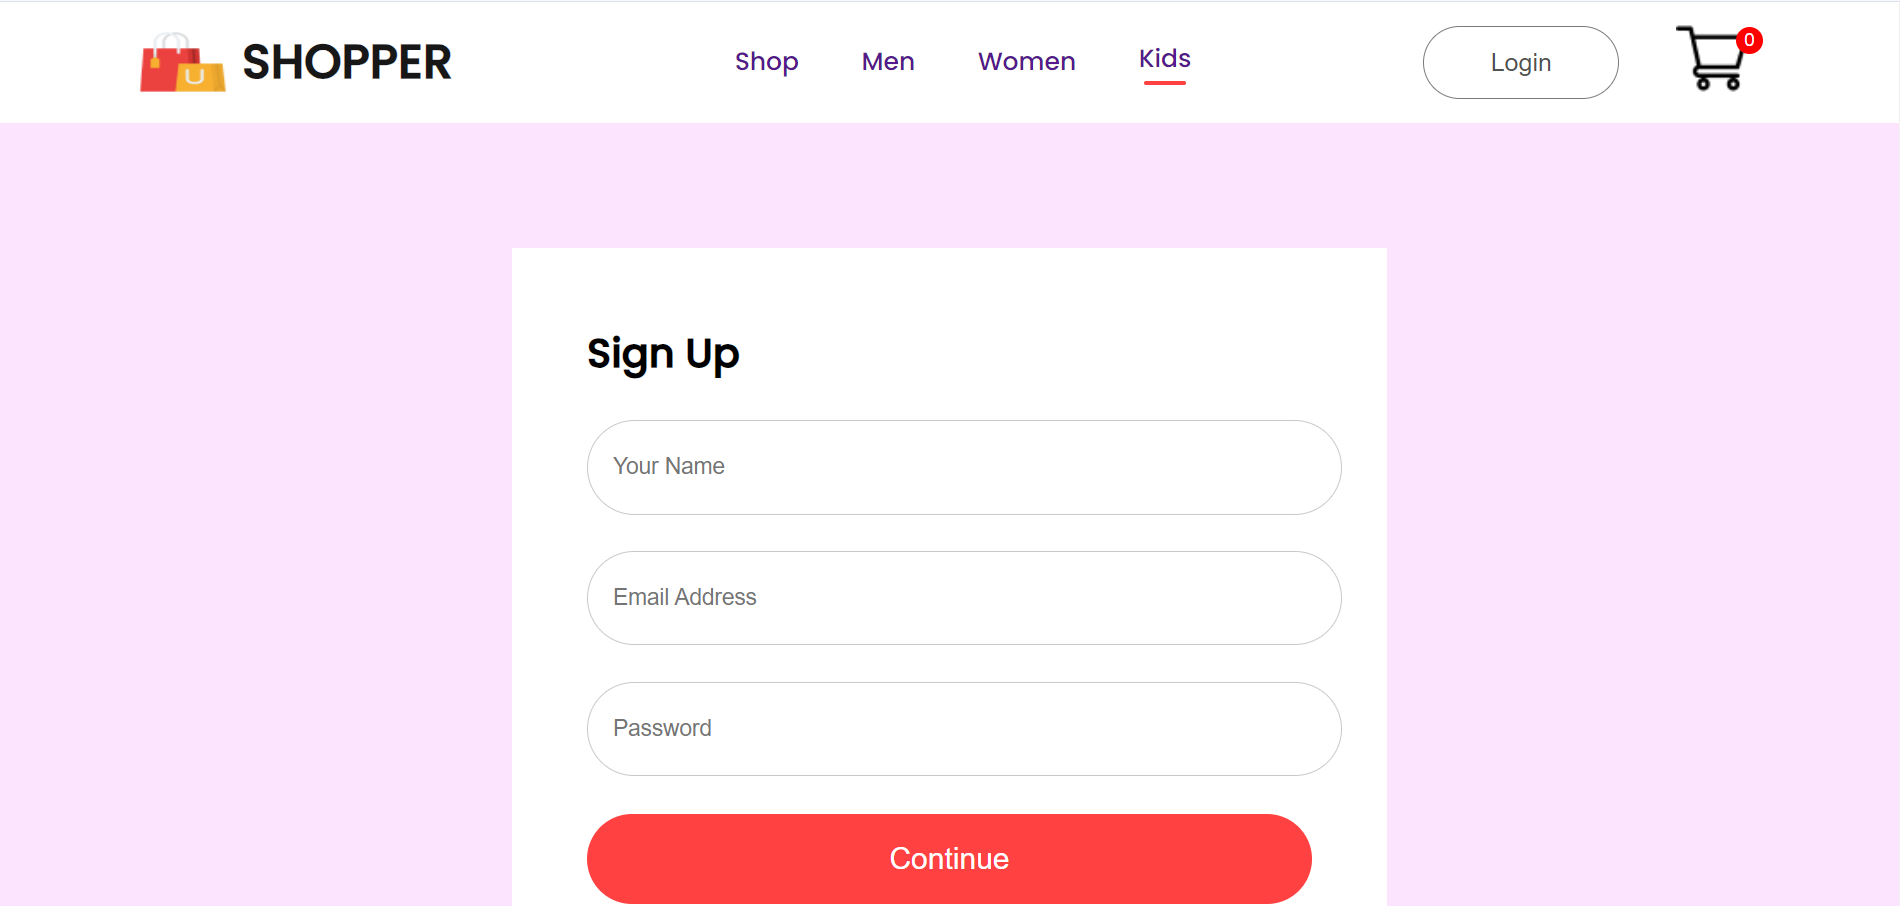 SHOPPER
Shop Men Women Kids
Login
0
U
Sign Up
Your Name
Email Address
Password
Continue